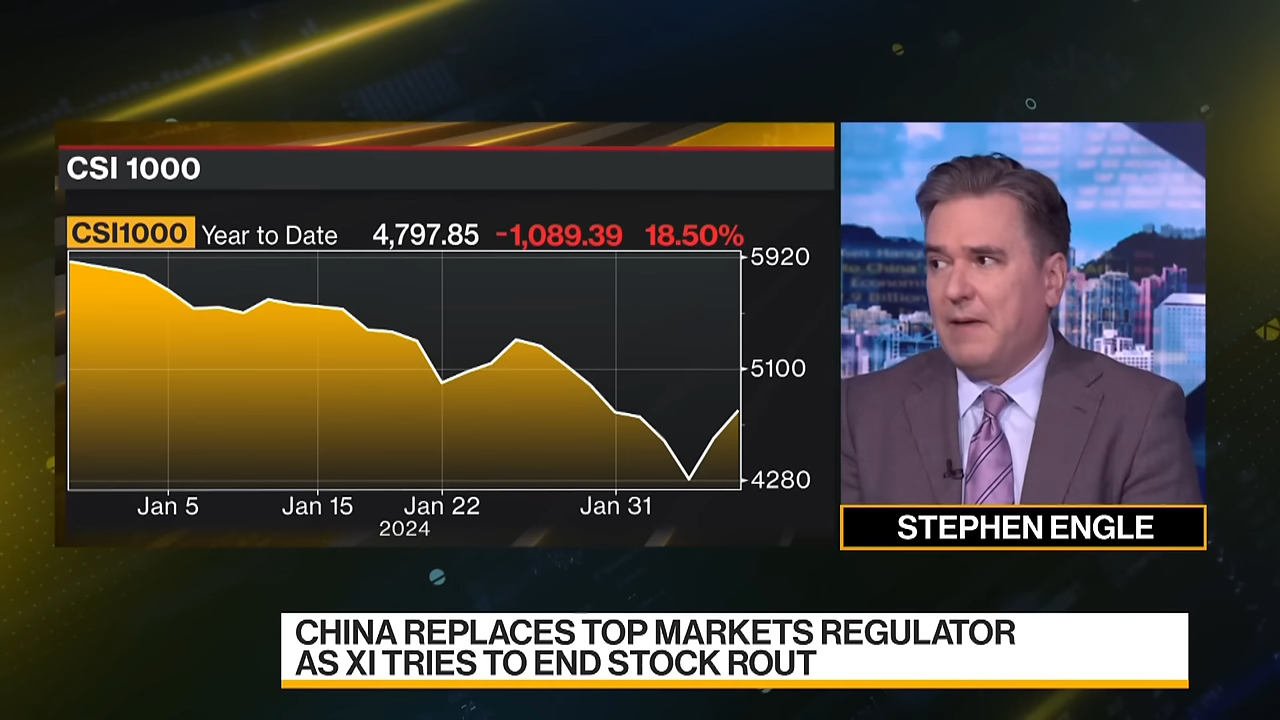 CSI 1000
CSI1000 Year to Date 4,797.85 -1,089.39 18.50%
5920
5100
4280
Jan 5 Jan 15 Jan 22 Jan 31
2024
STEPHEN ENGLE
CHINA REPLACES TOP MARKETS REGULATOR
AS XI TRIES TO END STOCK ROUT